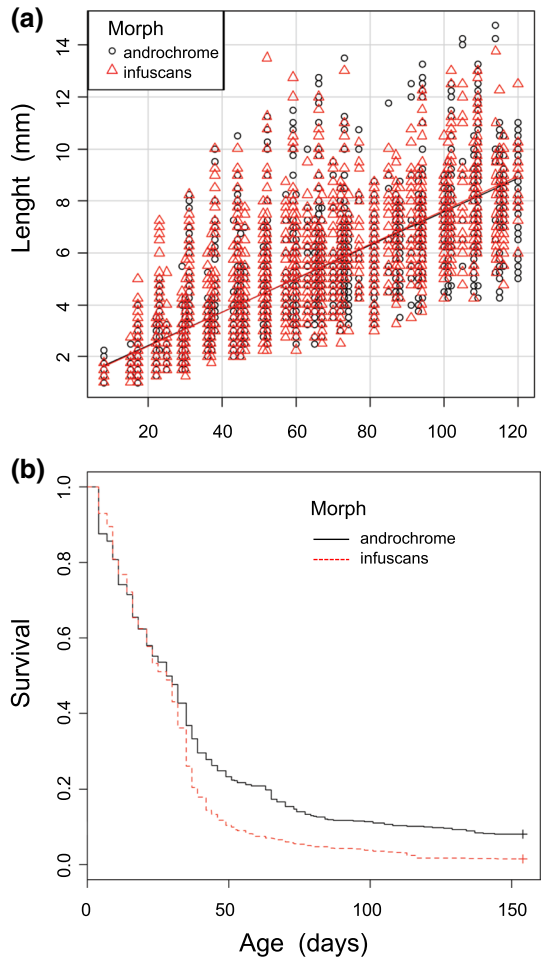 (a)
Morph
androchrome
infuscans
Lenght (mm)
14
12
10
8
6
4
2
20 40 60 80 100 120
(b)
Morph
androchrome
infuscans
Survival
1.0
0.8
0.6
0.4
0.2
0.0
0 50 100 150
Age (days)